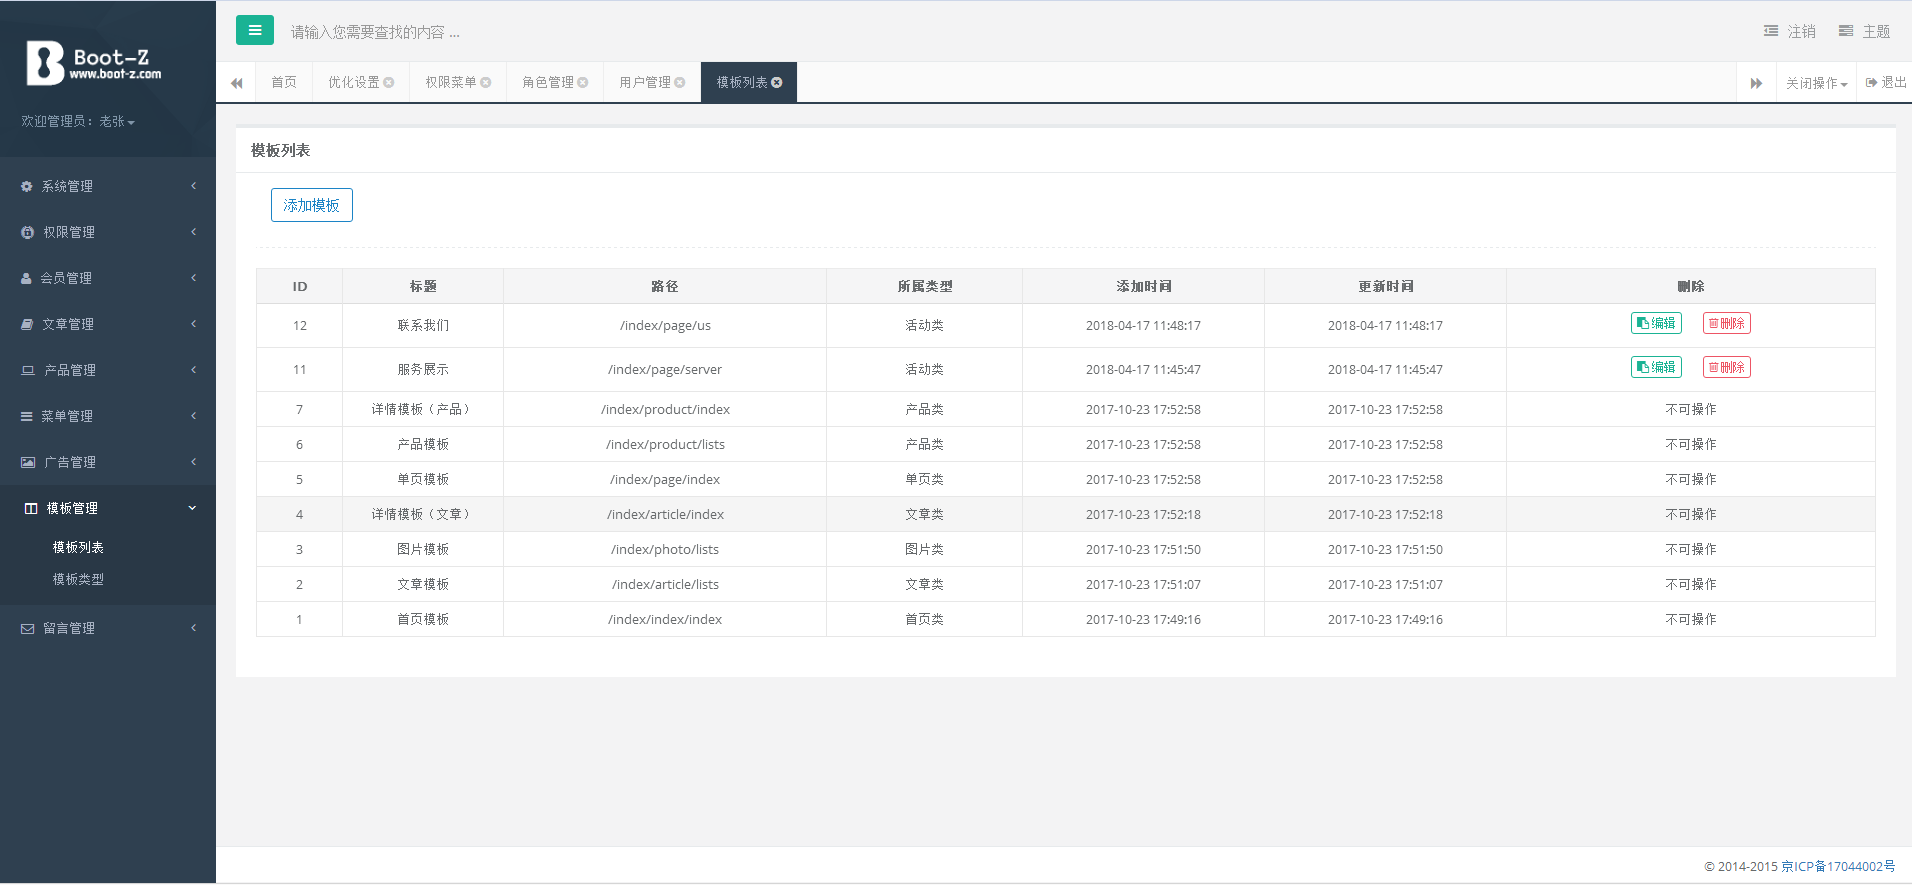 Boot-Z
www.boot-z.com
欢迎管理员：老张
系统管理
权限管理
会员管理
文章管理
产品管理
菜单管理
广告管理
模板管理
模板列表
模板类型
留言管理
请输入您需要查找的内容 ...
注销 主题
首页 优化设置 权限菜单 角色管理 用户管理 模板列表 关闭操作 退出
模板列表
添加模板
ID 标题 路径 所属类型 添加时间 更新时间 删除
12 联系我们 /index/page/us 活动类 2018-04-17 11:48:17 2018-04-17 11:48:17 编辑 删除
11 服务展示 /index/page/server 活动类 2018-04-17 11:45:47 2018-04-17 11:45:47 编辑 删除
7 详情模板（产品） /index/product/index 产品类 2017-10-23 17:52:58 2017-10-23 17:52:58 不可操作
6 产品模板 /index/product/lists 产品类 2017-10-23 17:52:58 2017-10-23 17:52:58 不可操作
5 单页模板 /index/page/index 单页类 2017-10-23 17:52:58 2017-10-23 17:52:58 不可操作
4 详情模板（文章） /index/article/index 文章类 2017-10-23 17:52:18 2017-10-23 17:52:18 不可操作
3 图片模板 /index/photo/lists 图片类 2017-10-23 17:51:50 2017-10-23 17:51:50 不可操作
2 文章模板 /index/article/lists 文章类 2017-10-23 17:51:07 2017-10-23 17:51:07 不可操作
1 首页模板 /index/index/index 首页类 2017-10-23 17:49:16 2017-10-23 17:49:16 不可操作
© 2014-2015 京ICP备17044002号